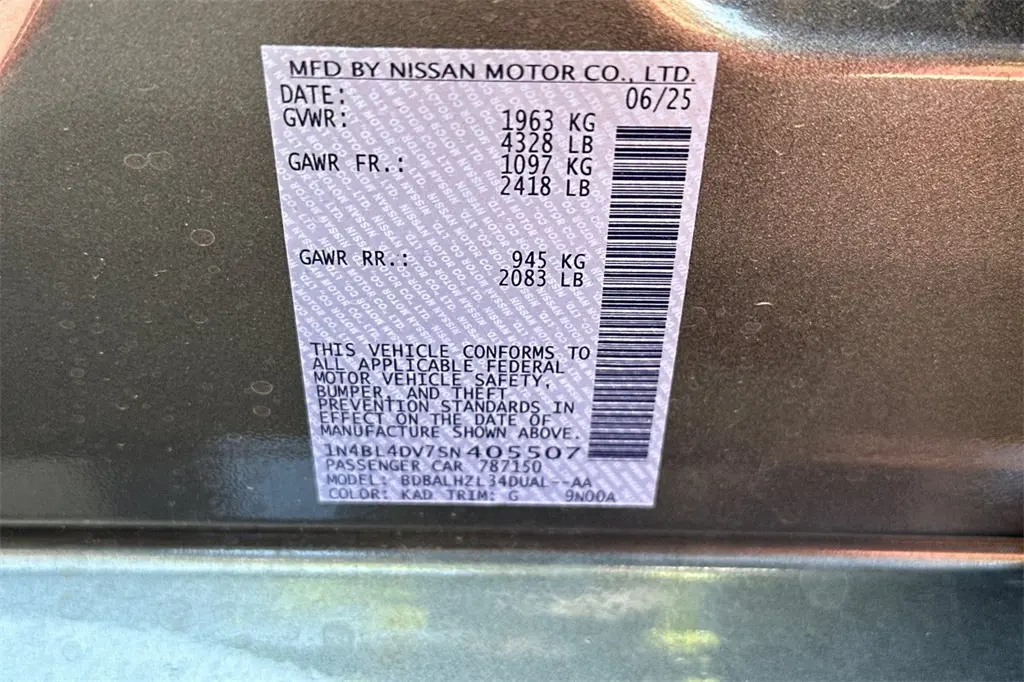 MFD BY NISSAN MOTOR CO., LTD.
DATE: 06/25
GVWR: 1963 KG
4328 LB
GAWR FR.: 1097 KG
2418 LB
GAWR RR.: 945 KG
2083 LB
THIS VEHICLE CONFORMS TO
ALL APPLICABLE FEDERAL
MOTOR VEHICLE SAFETY,
BUMPER, AND THEFT
PREVENTION STANDARDS IN
EFFECT ON THE DATE OF
MANUFACTURE SHOWN ABOVE.
1N4BL4DV7SN405507
PASSENGER CAR 787150
MODEL: BDBALHZL34DUAL--AA
COLOR: KAD TRIM: G 9N00A